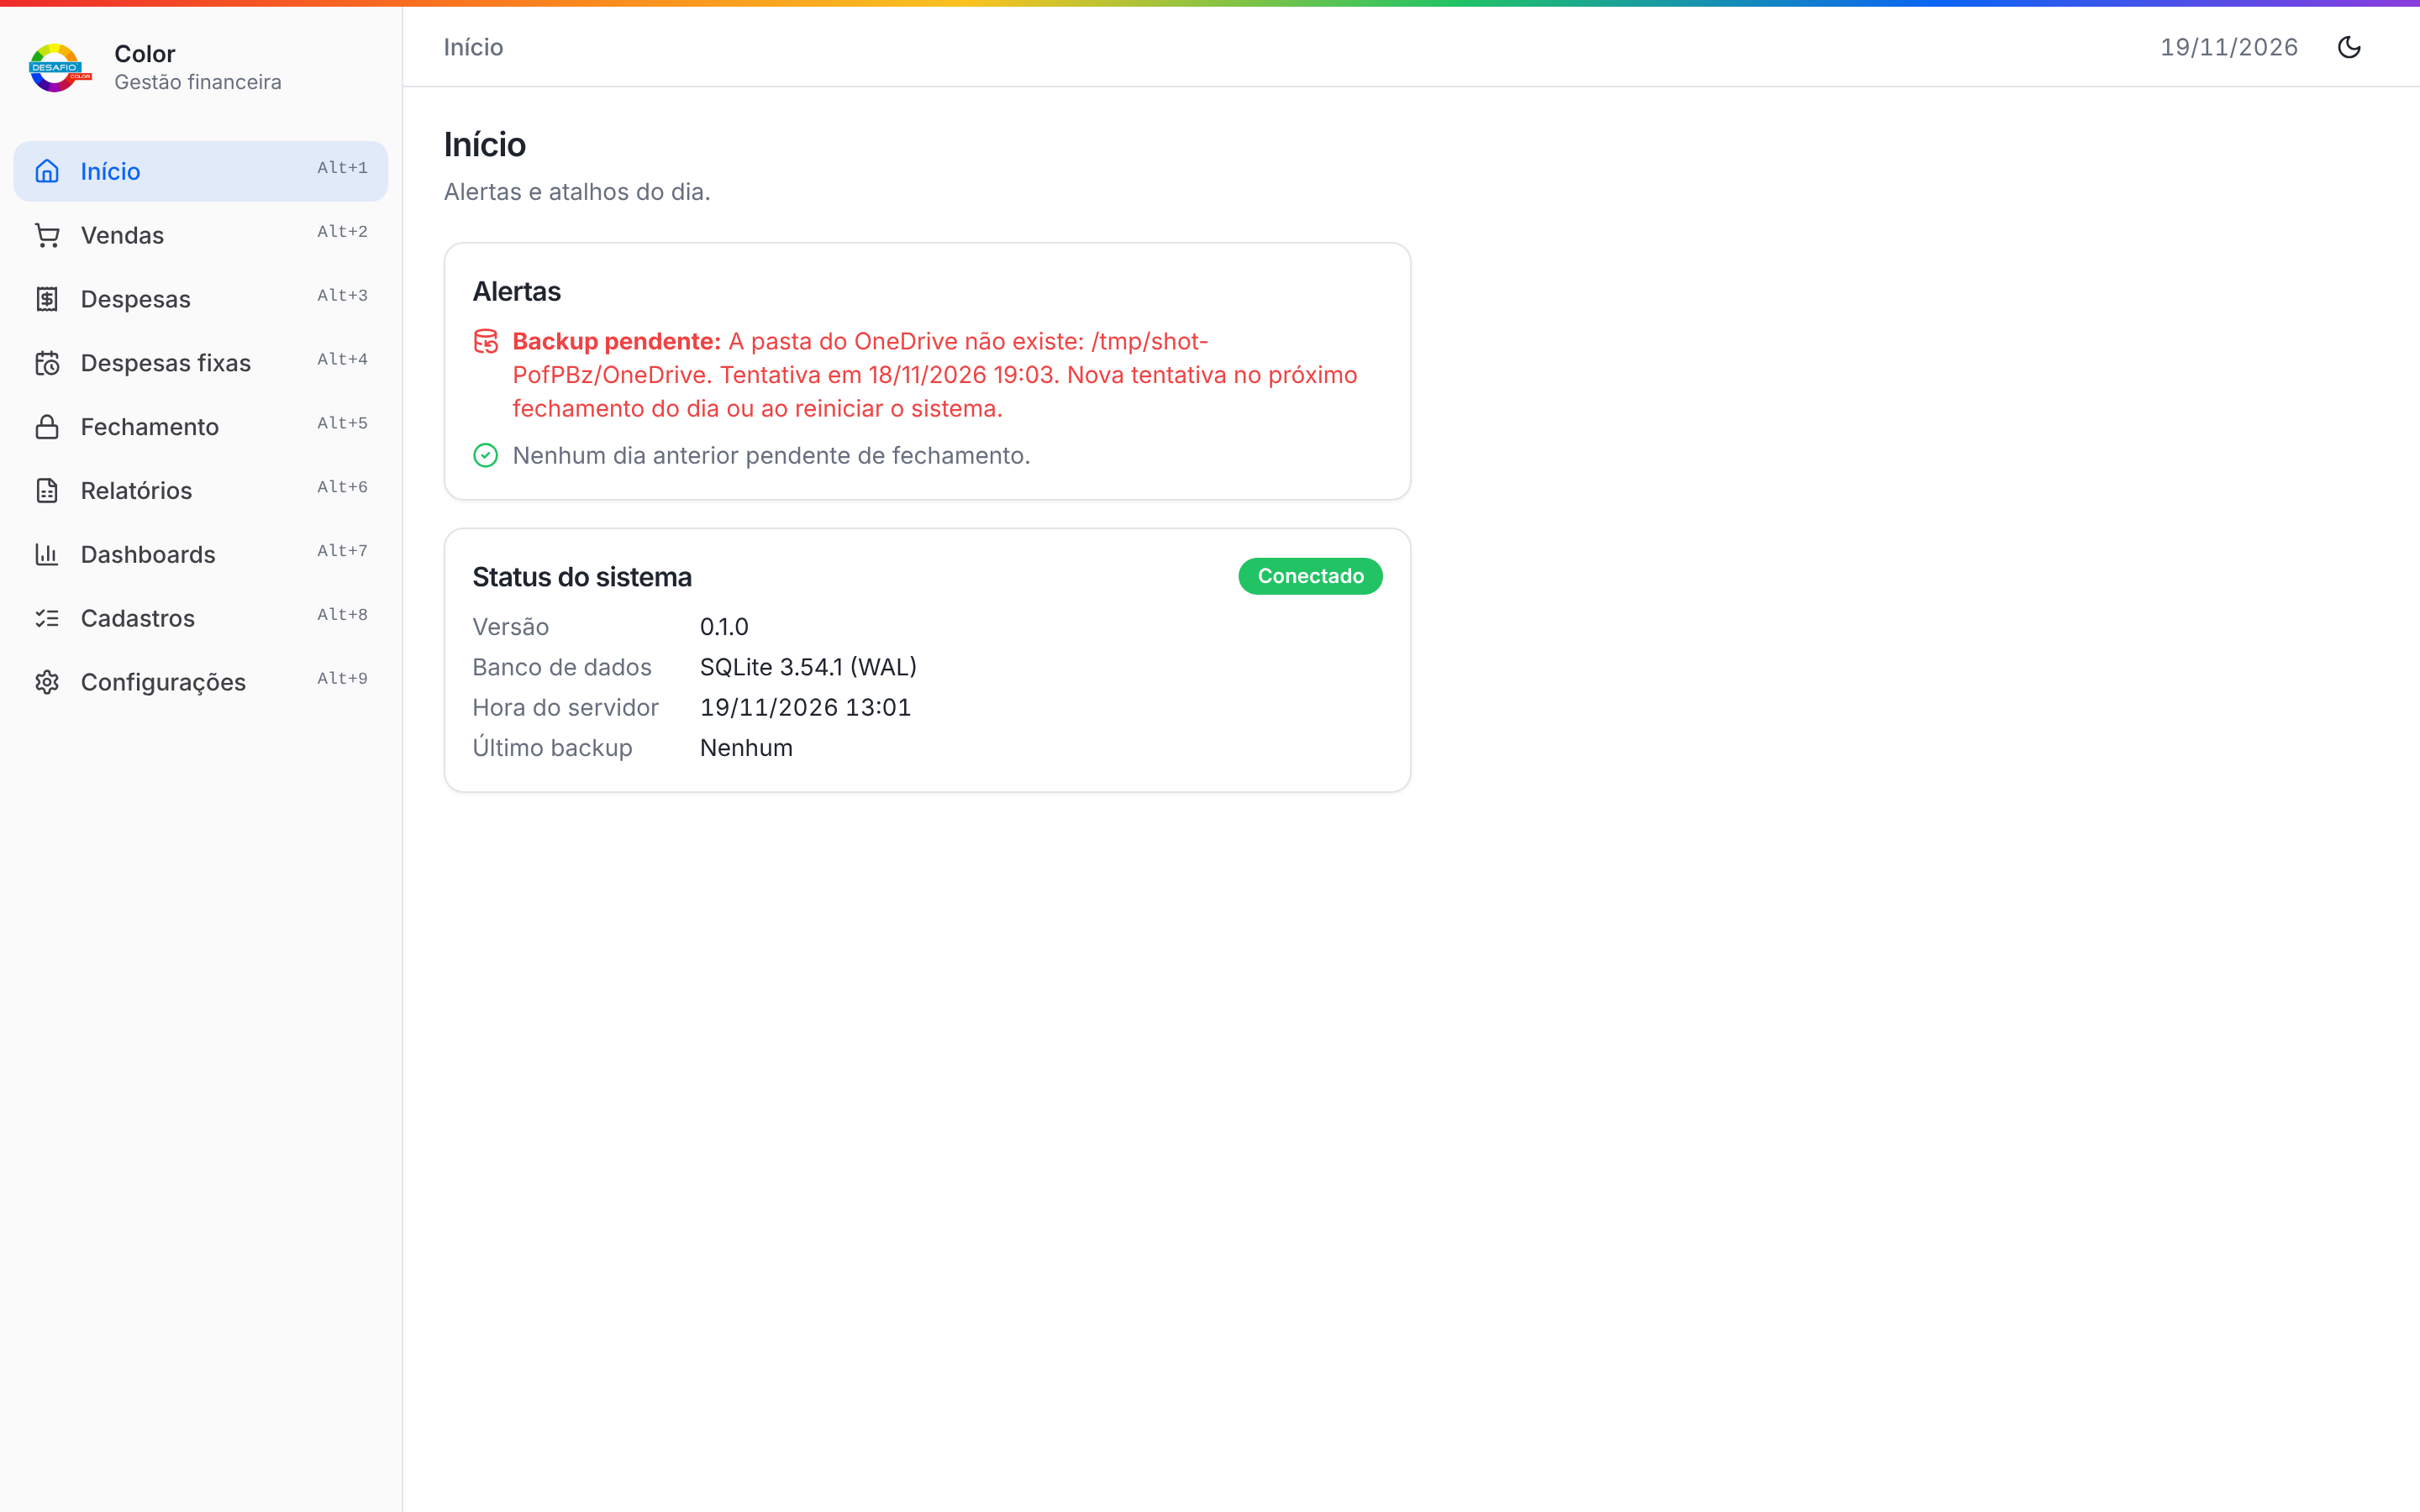 DESAFIO
COLOR
Color
Gestão financeira
Início Alt+1
Vendas Alt+2
Despesas Alt+3
Despesas fixas Alt+4
Fechamento Alt+5
Relatórios Alt+6
Dashboards Alt+7
Cadastros Alt+8
Configurações Alt+9
Início 19/11/2026
Início
Alertas e atalhos do dia.
Alertas
Backup pendente: A pasta do OneDrive não existe: /tmp/shot-
PofPBz/OneDrive. Tentativa em 18/11/2026 19:03. Nova tentativa no próximo
fechamento do dia ou ao reiniciar o sistema.
Nenhum dia anterior pendente de fechamento.
Status do sistema Conectado
Versão 0.1.0
Banco de dados SQLite 3.54.1 (WAL)
Hora do servidor 19/11/2026 13:01
Último backup Nenhum